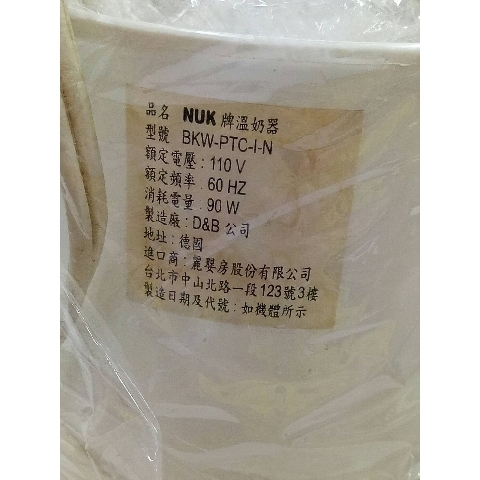 品名 NUK 牌溫奶器
型號 BKW-PTC-I-N
額定電壓：110 V
額定頻率：60 HZ
消耗電量：90 W
製造廠：D&B 公司
地址：德國
進口商：麗嬰房股份有限公司
台北市中山北路一段123號3樓
製造日期及代號：如機體所示